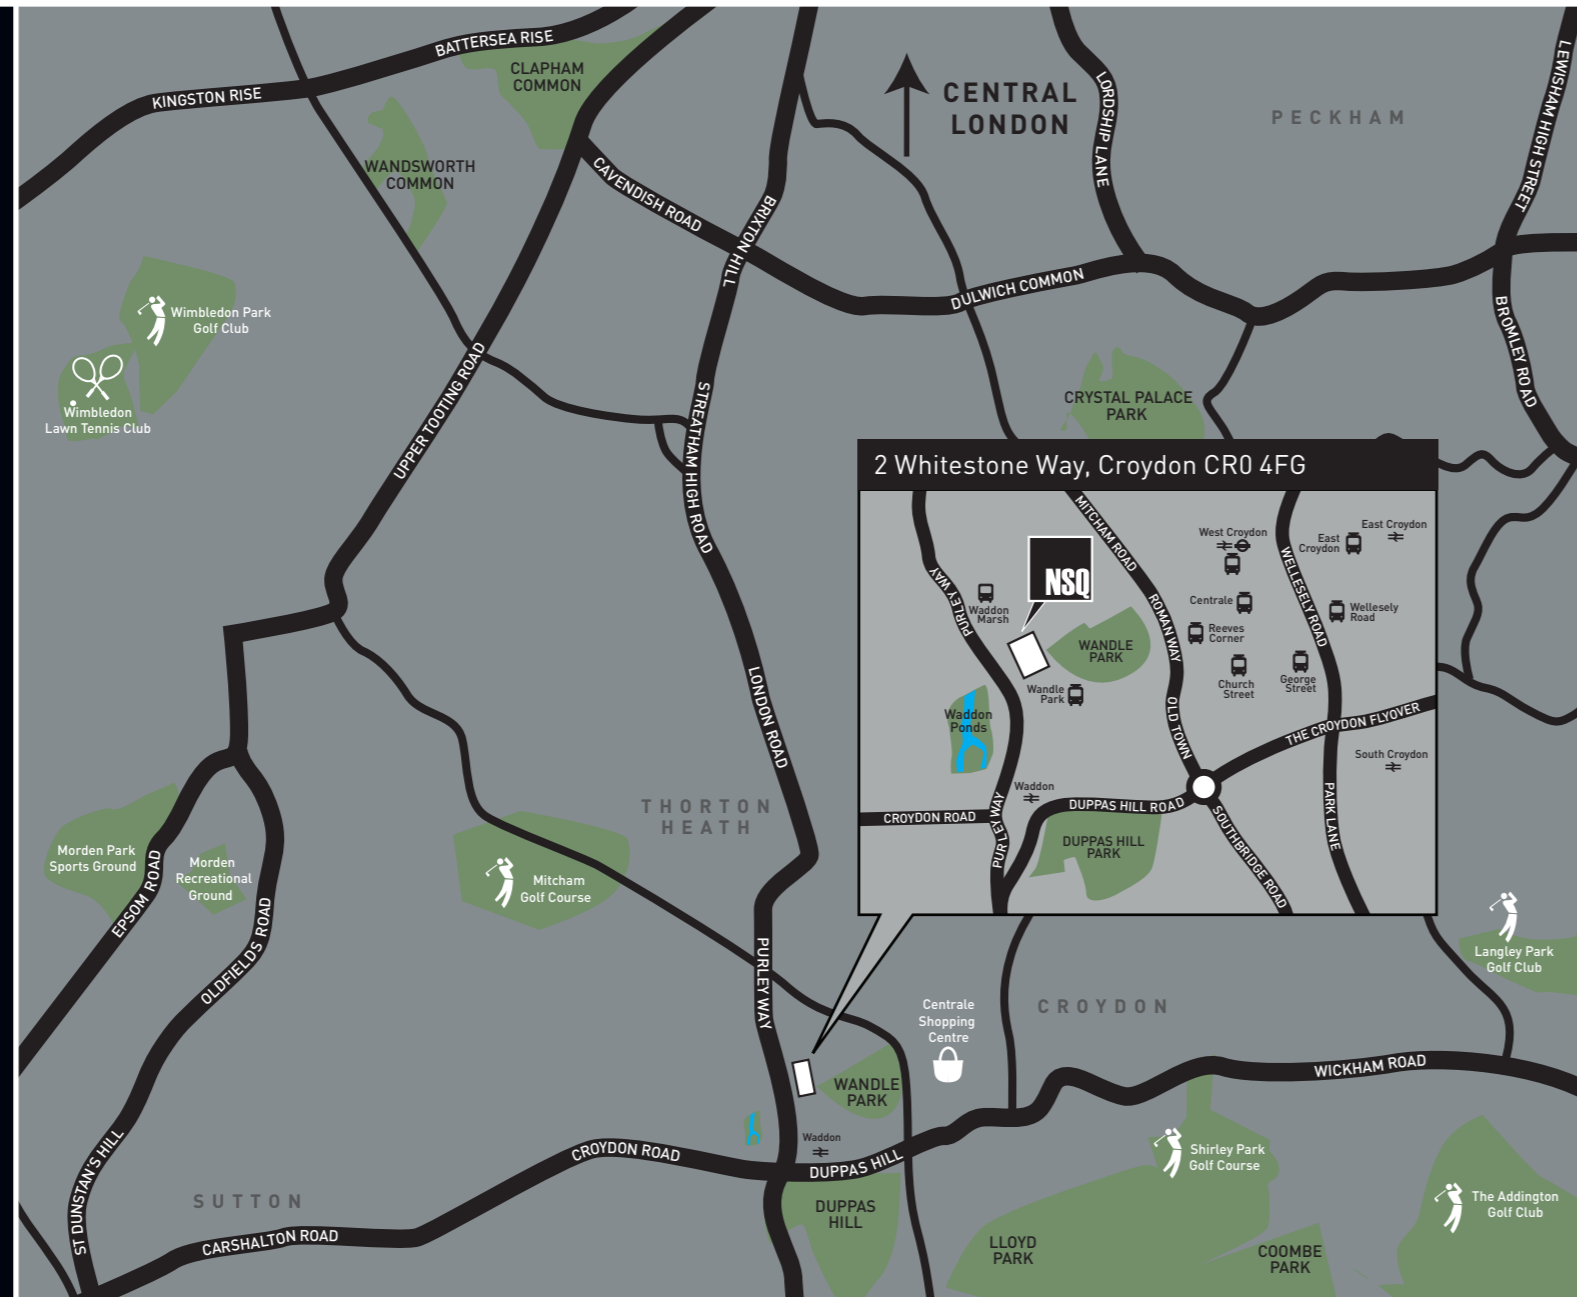 BATTERSEA RISE
KINGSTON RISE
CLAPHAM
COMMON
WANDSWORTH
COMMON
CAVENDISH ROAD
BRIXTON HILL
CENTRAL
LONDON
LORDSHIP LANE
PECKHAM
LEWISHAM HIGH STREET
DULWICH COMMON
BROMLEY ROAD
Wimbledon Park
Golf Club
Wimbledon
Lawn Tennis Club
UPPER TOOTING ROAD
STREATHAM HIGH ROAD
CRYSTAL PALACE
PARK
2 Whitestone Way, Croydon CR0 4FG
MITCHAM ROAD
PURLEY WAY
NSQ
Waddon
Marsh
WANDLE
PARK
Wandle
Park
ROMAN WAY
OLD TOWN
West Croydon
Centrale
Reeves
Corner
Church
Street
George
Street
WELLESELY ROAD
East
Croydon
East Croydon
Wellesely
Road
Waddon
Ponds
THE CROYDON FLYOVER
South Croydon
Waddon
CROYDON ROAD
PURLEY WAY
DUPPAS HILL ROAD
DUPPAS HILL
PARK
SOUTHBRIDGE ROAD
PARK LANE
LONDON ROAD
THORTON
HEATH
Morden Park
Sports Ground
EPSOM ROAD
Morden
Recreational
Ground
OLDFIELDS ROAD
Mitcham
Golf Course
PURLEY WAY
Langley Park
Golf Club
Centrale
Shopping
Centre
CROYDON
WANDLE
PARK
WICKHAM ROAD
Waddon
CROYDON ROAD
DUPPAS HILL
ST DUNSTAN'S HILL
SUTTON
CARSHALTON ROAD
DUPPAS
HILL
Shirley Park
Golf Course
The Addington
Golf Club
LLOYD
PARK
COOMBE
PARK